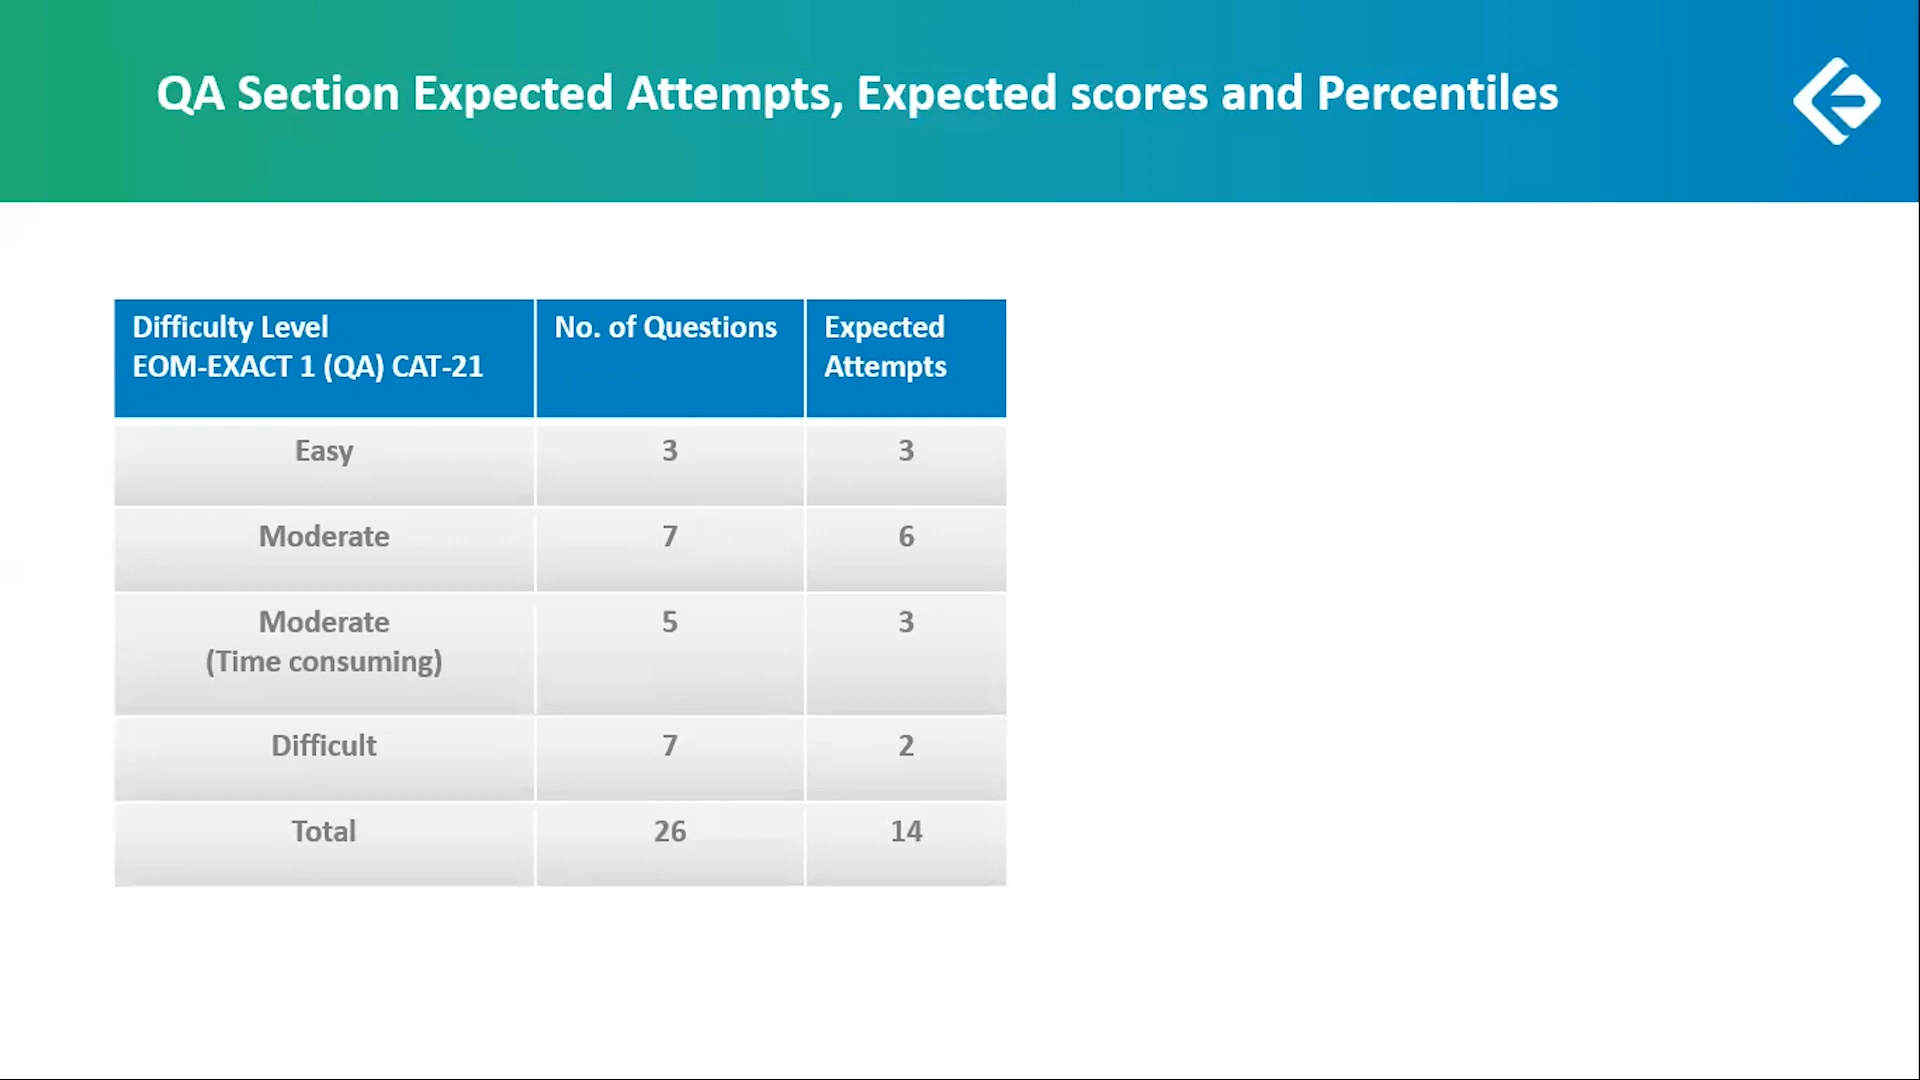 QA Section Expected Attempts, Expected scores and Percentiles
Difficulty Level
EOM-EXACT 1 (QA) CAT-21
No. of Questions
Expected
Attempts
Easy
3
3
Moderate
7
6
Moderate
(Time consuming)
5
3
Difficult
7
2
Total
26
14